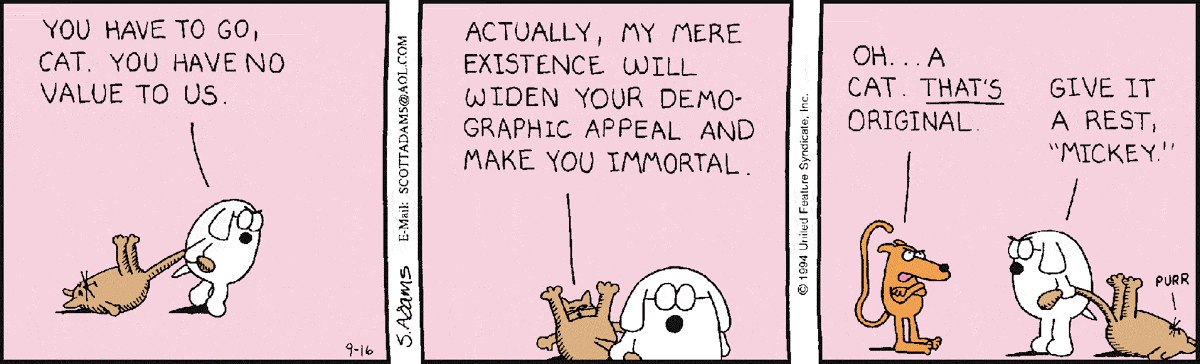 YOU HAVE TO GO,
CAT. YOU HAVE NO
VALUE TO US.
9-16
S.Adams
E-Mail: SCOTTADAMS@AOL.COM
ACTUALLY, MY MERE
EXISTENCE WILL
WIDEN YOUR DEMO-
GRAPHIC APPEAL AND
MAKE YOU IMMORTAL.
© 1994 United Feature Syndicate, Inc.
OH...A
CAT. THAT'S
ORIGINAL.
GIVE IT
A REST,
"MICKEY."
PURR